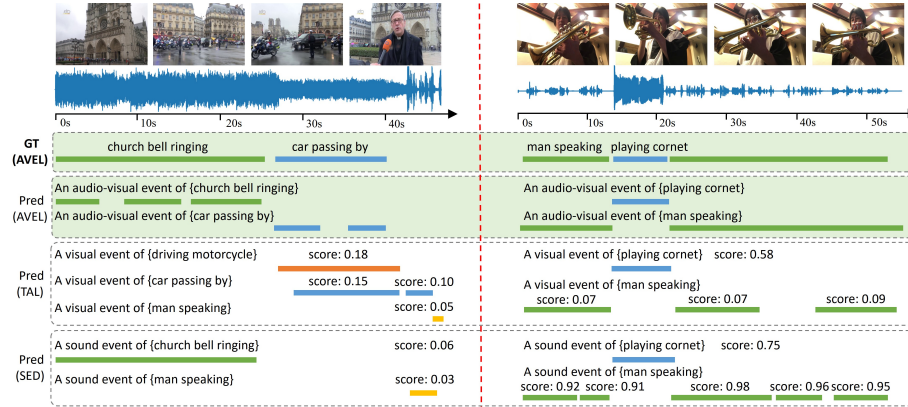 0s 10s 20s 30s 40s 0s 10s 20s 30s 40s 50s
GT
(AVEL)
church bell ringing car passing by man speaking playing cornet
Pred
(AVEL)
An audio-visual event of {church bell ringing}
An audio-visual event of {car passing by}
An audio-visual event of {playing cornet}
An audio-visual event of {man speaking}
Pred
(TAL)
A visual event of {driving motorcycle} score: 0.18
A visual event of {car passing by} score: 0.15 score: 0.10
A visual event of {man speaking} score: 0.05
A visual event of {playing cornet} score: 0.58
A visual event of {man speaking}
score: 0.07 score: 0.07 score: 0.09
Pred
(SED)
A sound event of {church bell ringing} score: 0.06
A sound event of {man speaking} score: 0.03
A sound event of {playing cornet} score: 0.75
A sound event of {man speaking}
score: 0.92 score: 0.91 score: 0.98 score: 0.96 score: 0.95